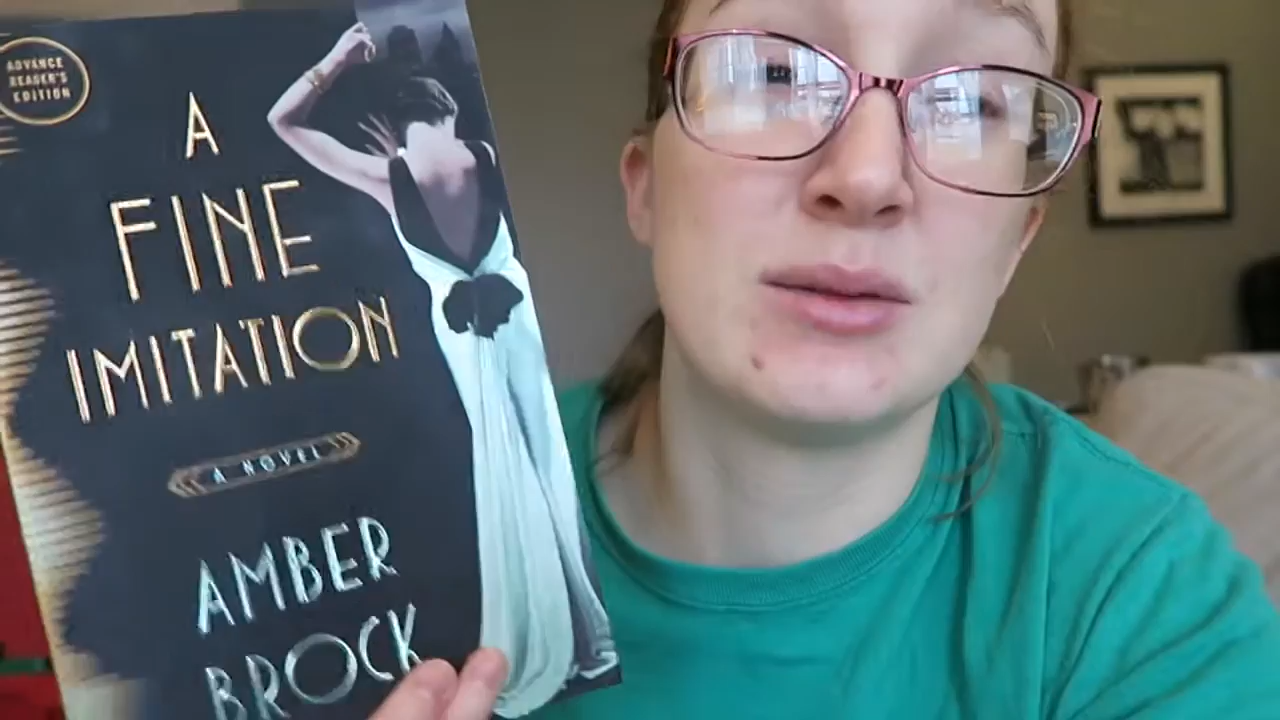 ADVANCE
READER'S
EDITION
A
FINE
IMITATION
A NOVEL
AMBER
BROCK